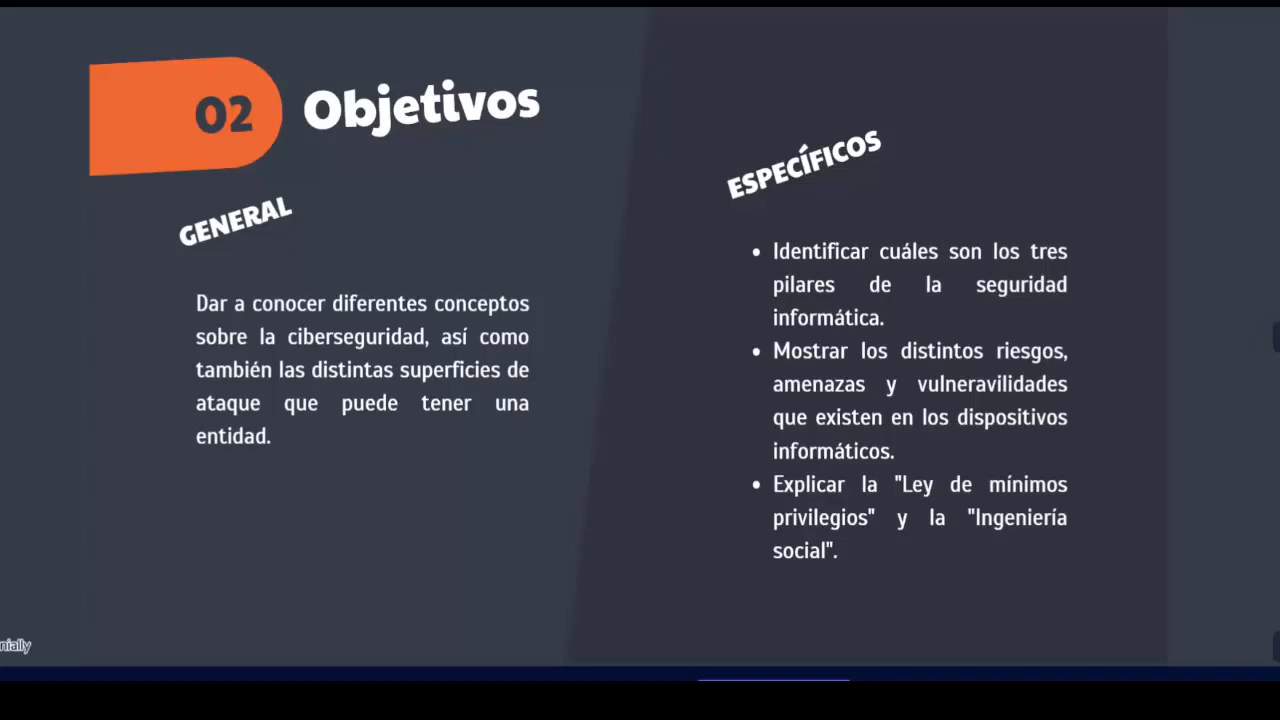 02
Objetivos
GENERAL
Dar a conocer diferentes conceptos
sobre la ciberseguridad, así como
también las distintas superficies de
ataque que puede tener una
entidad.
ESPECÍFICOS
• Identificar cuáles son los tres
pilares de la seguridad
informática.
• Mostrar los distintos riesgos,
amenazas y vulneravilidades
que existen en los dispositivos
informáticos.
• Explicar la "Ley de mínimos
privilegios" y la "Ingeniería
social".
nially